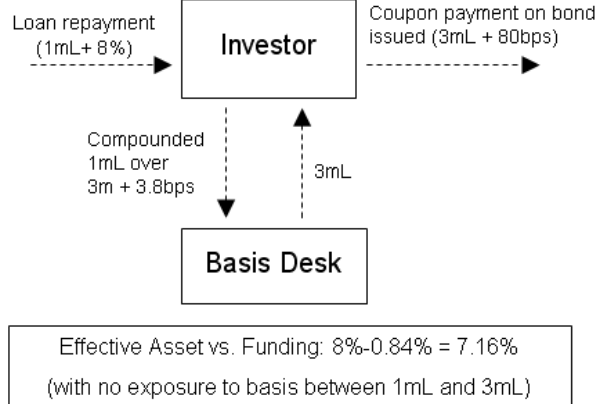 Loan repayment
(1mL+ 8%)
Investor
Coupon payment on bond
issued (3mL + 80bps)
Compounded
1mL over
3m + 3.8bps
3mL
Basis Desk
Effective Asset vs. Funding: 8%-0.84% = 7.16%
(with no exposure to basis between 1mL and 3mL)